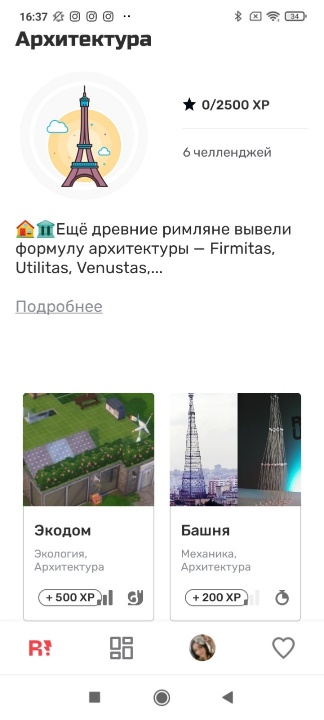 16:37
34
Архитектура
0/2500 XP
6 челленджей
🏠🏛Ещё древние римляне вывели
формулу архитектуры — Firmitas,
Utilitas, Venustas,...
Подробнее
Экодом
Экология,
Архитектура
+ 500 XP
Башня
Механика,
Архитектура
+ 200 XP
R!